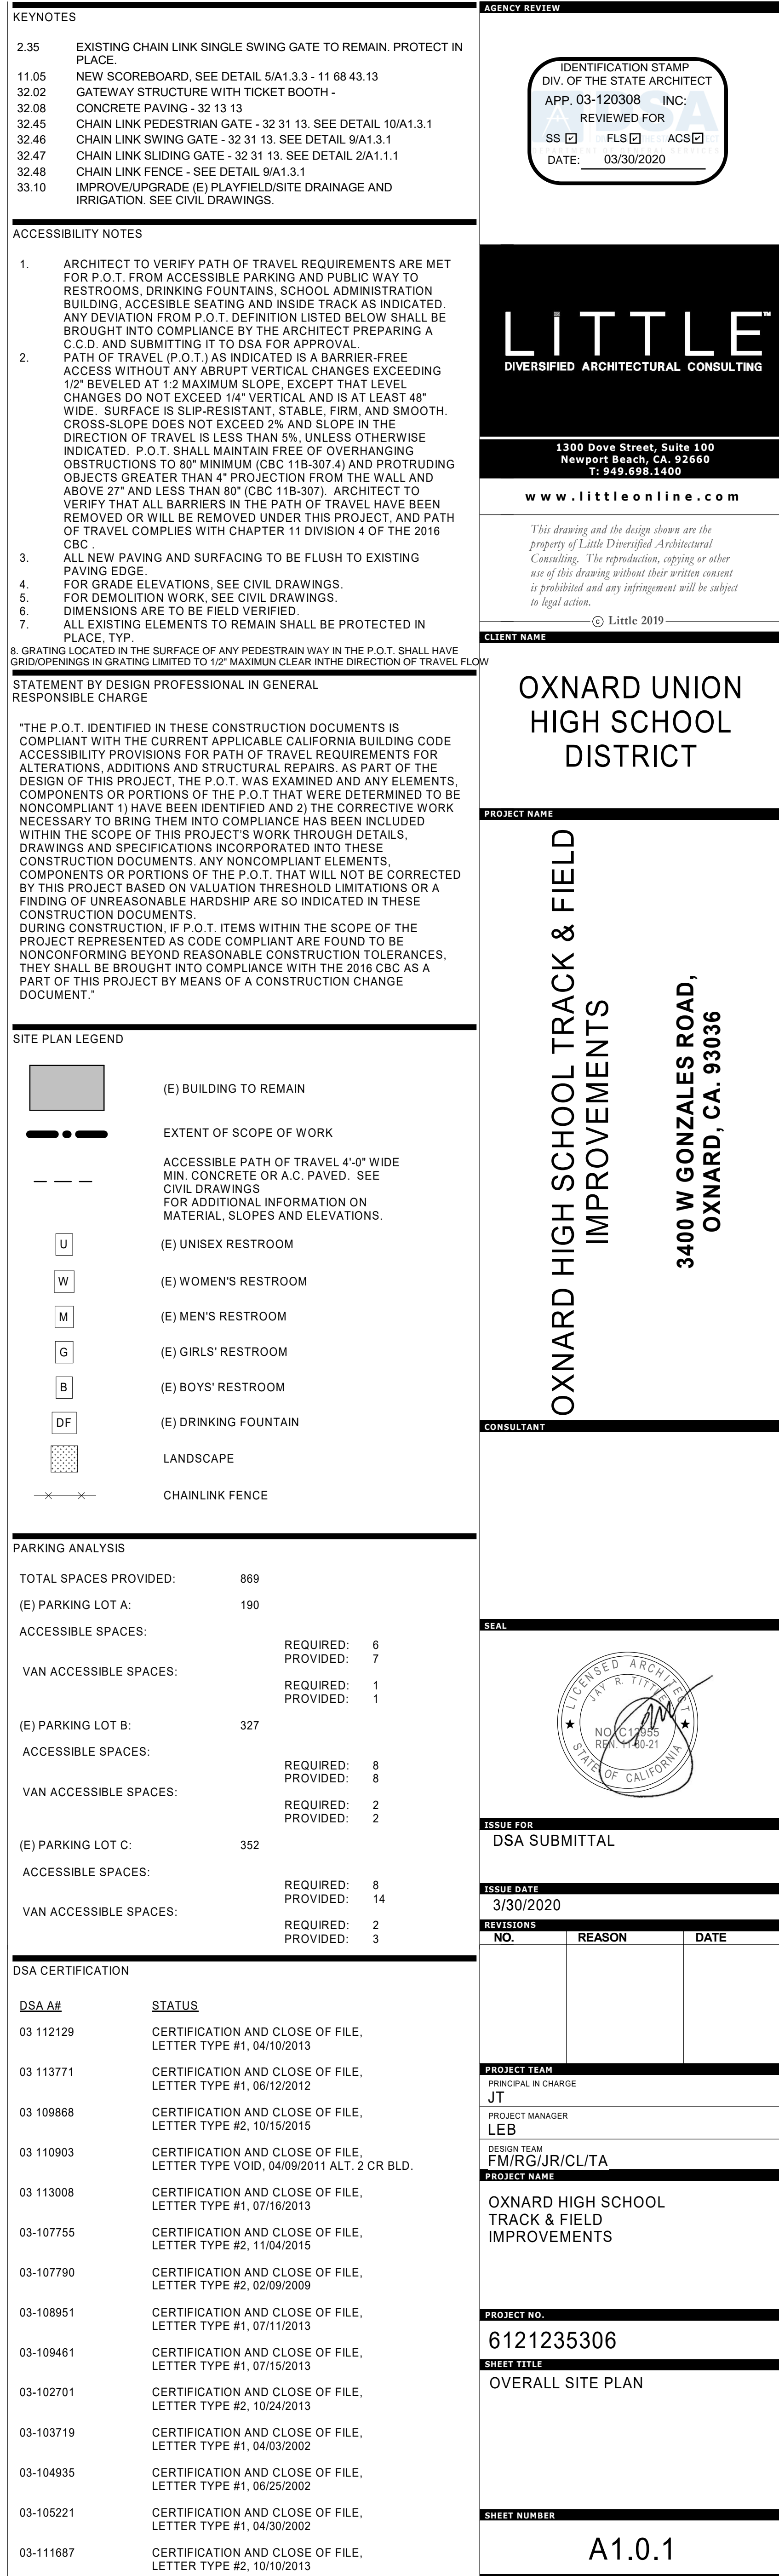 KEYNOTES
2.35 EXISTING CHAIN LINK SINGLE SWING GATE TO REMAIN. PROTECT IN
PLACE.
11.05 NEW SCOREBOARD, SEE DETAIL 5/A1.3.3 - 11 68 43.13
32.02 GATEWAY STRUCTURE WITH TICKET BOOTH -
32.08 CONCRETE PAVING - 32 13 13
32.45 CHAIN LINK PEDESTRIAN GATE - 32 31 13. SEE DETAIL 10/A1.3.1
32.46 CHAIN LINK SWING GATE - 32 31 13. SEE DETAIL 9/A1.3.1
32.47 CHAIN LINK SLIDING GATE - 32 31 13. SEE DETAIL 2/A1.1.1
32.48 CHAIN LINK FENCE - SEE DETAIL 9/A1.3.1
33.10 IMPROVE/UPGRADE (E) PLAYFIELD/SITE DRAINAGE AND
IRRIGATION. SEE CIVIL DRAWINGS.
ACCESSIBILITY NOTES
1. ARCHITECT TO VERIFY PATH OF TRAVEL REQUIREMENTS ARE MET
FOR P.O.T. FROM ACCESSIBLE PARKING AND PUBLIC WAY TO
RESTROOMS, DRINKING FOUNTAINS, SCHOOL ADMINISTRATION
BUILDING, ACCESIBLE SEATING AND INSIDE TRACK AS INDICATED.
ANY DEVIATION FROM P.O.T. DEFINITION LISTED BELOW SHALL BE
BROUGHT INTO COMPLIANCE BY THE ARCHITECT PREPARING A
C.C.D. AND SUBMITTING IT TO DSA FOR APPROVAL.
2. PATH OF TRAVEL (P.O.T.) AS INDICATED IS A BARRIER-FREE
ACCESS WITHOUT ANY ABRUPT VERTICAL CHANGES EXCEEDING
1/2" BEVELED AT 1:2 MAXIMUM SLOPE, EXCEPT THAT LEVEL
CHANGES DO NOT EXCEED 1/4" VERTICAL AND IS AT LEAST 48"
WIDE. SURFACE IS SLIP-RESISTANT, STABLE, FIRM, AND SMOOTH.
CROSS-SLOPE DOES NOT EXCEED 2% AND SLOPE IN THE
DIRECTION OF TRAVEL IS LESS THAN 5%, UNLESS OTHERWISE
INDICATED. P.O.T. SHALL MAINTAIN FREE OF OVERHANGING
OBSTRUCTIONS TO 80" MINIMUM (CBC 11B-307.4) AND PROTRUDING
OBJECTS GREATER THAN 4" PROJECTION FROM THE WALL AND
ABOVE 27" AND LESS THAN 80" (CBC 11B-307). ARCHITECT TO
VERIFY THAT ALL BARRIERS IN THE PATH OF TRAVEL HAVE BEEN
REMOVED OR WILL BE REMOVED UNDER THIS PROJECT, AND PATH
OF TRAVEL COMPLIES WITH CHAPTER 11 DIVISION 4 OF THE 2016
CBC .
3. ALL NEW PAVING AND SURFACING TO BE FLUSH TO EXISTING
PAVING EDGE.
4. FOR GRADE ELEVATIONS, SEE CIVIL DRAWINGS.
5. FOR DEMOLITION WORK, SEE CIVIL DRAWINGS.
6. DIMENSIONS ARE TO BE FIELD VERIFIED.
7. ALL EXISTING ELEMENTS TO REMAIN SHALL BE PROTECTED IN
PLACE, TYP.
8. GRATING LOCATED IN THE SURFACE OF ANY PEDESTRAIN WAY IN THE P.O.T. SHALL HAVE
GRID/OPENINGS IN GRATING LIMITED TO 1/2" MAXIMUN CLEAR INTHE DIRECTION OF TRAVEL FLOW
STATEMENT BY DESIGN PROFESSIONAL IN GENERAL
RESPONSIBLE CHARGE
"THE P.O.T. IDENTIFIED IN THESE CONSTRUCTION DOCUMENTS IS
COMPLIANT WITH THE CURRENT APPLICABLE CALIFORNIA BUILDING CODE
ACCESSIBILITY PROVISIONS FOR PATH OF TRAVEL REQUIREMENTS FOR
ALTERATIONS, ADDITIONS AND STRUCTURAL REPAIRS. AS PART OF THE
DESIGN OF THIS PROJECT, THE P.O.T. WAS EXAMINED AND ANY ELEMENTS,
COMPONENTS OR PORTIONS OF THE P.O.T THAT WERE DETERMINED TO BE
NONCOMPLIANT 1) HAVE BEEN IDENTIFIED AND 2) THE CORRECTIVE WORK
NECESSARY TO BRING THEM INTO COMPLIANCE HAS BEEN INCLUDED
WITHIN THE SCOPE OF THIS PROJECT'S WORK THROUGH DETAILS,
DRAWINGS AND SPECIFICATIONS INCORPORATED INTO THESE
CONSTRUCTION DOCUMENTS. ANY NONCOMPLIANT ELEMENTS,
COMPONENTS OR PORTIONS OF THE P.O.T. THAT WILL NOT BE CORRECTED
BY THIS PROJECT BASED ON VALUATION THRESHOLD LIMITATIONS OR A
FINDING OF UNREASONABLE HARDSHIP ARE SO INDICATED IN THESE
CONSTRUCTION DOCUMENTS.
DURING CONSTRUCTION, IF P.O.T. ITEMS WITHIN THE SCOPE OF THE
PROJECT REPRESENTED AS CODE COMPLIANT ARE FOUND TO BE
NONCONFORMING BEYOND REASONABLE CONSTRUCTION TOLERANCES,
THEY SHALL BE BROUGHT INTO COMPLIANCE WITH THE 2016 CBC AS A
PART OF THIS PROJECT BY MEANS OF A CONSTRUCTION CHANGE
DOCUMENT."
SITE PLAN LEGEND
(E) BUILDING TO REMAIN
EXTENT OF SCOPE OF WORK
ACCESSIBLE PATH OF TRAVEL 4'-0" WIDE
MIN. CONCRETE OR A.C. PAVED. SEE
CIVIL DRAWINGS
FOR ADDITIONAL INFORMATION ON
MATERIAL, SLOPES AND ELEVATIONS.
U (E) UNISEX RESTROOM
W (E) WOMEN'S RESTROOM
M (E) MEN'S RESTROOM
G (E) GIRLS' RESTROOM
B (E) BOYS' RESTROOM
DF (E) DRINKING FOUNTAIN
LANDSCAPE
CHAINLINK FENCE
PARKING ANALYSIS
TOTAL SPACES PROVIDED: 869
(E) PARKING LOT A: 190
ACCESSIBLE SPACES:
REQUIRED: 6
PROVIDED: 7
VAN ACCESSIBLE SPACES:
REQUIRED: 1
PROVIDED: 1
(E) PARKING LOT B: 327
ACCESSIBLE SPACES:
REQUIRED: 8
PROVIDED: 8
VAN ACCESSIBLE SPACES:
REQUIRED: 2
PROVIDED: 2
(E) PARKING LOT C: 352
ACCESSIBLE SPACES:
REQUIRED: 8
PROVIDED: 14
VAN ACCESSIBLE SPACES:
REQUIRED: 2
PROVIDED: 3
DSA CERTIFICATION
DSA A# STATUS
03 112129 CERTIFICATION AND CLOSE OF FILE,
LETTER TYPE #1, 04/10/2013
03 113771 CERTIFICATION AND CLOSE OF FILE,
LETTER TYPE #1, 06/12/2012
03 109868 CERTIFICATION AND CLOSE OF FILE,
LETTER TYPE #2, 10/15/2015
03 110903 CERTIFICATION AND CLOSE OF FILE,
LETTER TYPE VOID, 04/09/2011 ALT. 2 CR BLD.
03 113008 CERTIFICATION AND CLOSE OF FILE,
LETTER TYPE #1, 07/16/2013
03-107755 CERTIFICATION AND CLOSE OF FILE,
LETTER TYPE #2, 11/04/2015
03-107790 CERTIFICATION AND CLOSE OF FILE,
LETTER TYPE #2, 02/09/2009
03-108951 CERTIFICATION AND CLOSE OF FILE,
LETTER TYPE #1, 07/11/2013
03-109461 CERTIFICATION AND CLOSE OF FILE,
LETTER TYPE #1, 07/15/2013
03-102701 CERTIFICATION AND CLOSE OF FILE,
LETTER TYPE #2, 10/24/2013
03-103719 CERTIFICATION AND CLOSE OF FILE,
LETTER TYPE #1, 04/03/2002
03-104935 CERTIFICATION AND CLOSE OF FILE,
LETTER TYPE #1, 06/25/2002
03-105221 CERTIFICATION AND CLOSE OF FILE,
LETTER TYPE #1, 04/30/2002
03-111687 CERTIFICATION AND CLOSE OF FILE,
LETTER TYPE #2, 10/10/2013
AGENCY REVIEW
IDENTIFICATION STAMP
DIV. OF THE STATE ARCHITECT
APP. 03-120308 INC:
REVIEWED FOR
SS ☑ FLS ☑ ACS ☑
DATE: 03/30/2020
LiTTLE™
DIVERSIFIED ARCHITECTURAL CONSULTING
1300 Dove Street, Suite 100
Newport Beach, CA. 92660
T: 949.698.1400
www.littleonline.com
This drawing and the design shown are the
property of Little Diversified Architectural
Consulting. The reproduction, copying or other
use of this drawing without their written consent
is prohibited and any infringement will be subject
to legal action.
© Little 2019
CLIENT NAME
OXNARD UNION
HIGH SCHOOL
DISTRICT
PROJECT NAME
OXNARD HIGH SCHOOL TRACK & FIELD
IMPROVEMENTS
3400 W GONZALES ROAD,
OXNARD, CA. 93036
CONSULTANT
SEAL
LICENSED ARCHITECT
JAY R. TITTLE
NO. C12955
REN. 11-30-21
STATE OF CALIFORNIA
ISSUE FOR
DSA SUBMITTAL
ISSUE DATE
3/30/2020
REVISIONS
NO. REASON DATE
PROJECT TEAM
PRINCIPAL IN CHARGE
JT
PROJECT MANAGER
LEB
DESIGN TEAM
FM/RG/JR/CL/TA
PROJECT NAME
OXNARD HIGH SCHOOL
TRACK & FIELD
IMPROVEMENTS
PROJECT NO.
6121235306
SHEET TITLE
OVERALL SITE PLAN
SHEET NUMBER
A1.0.1